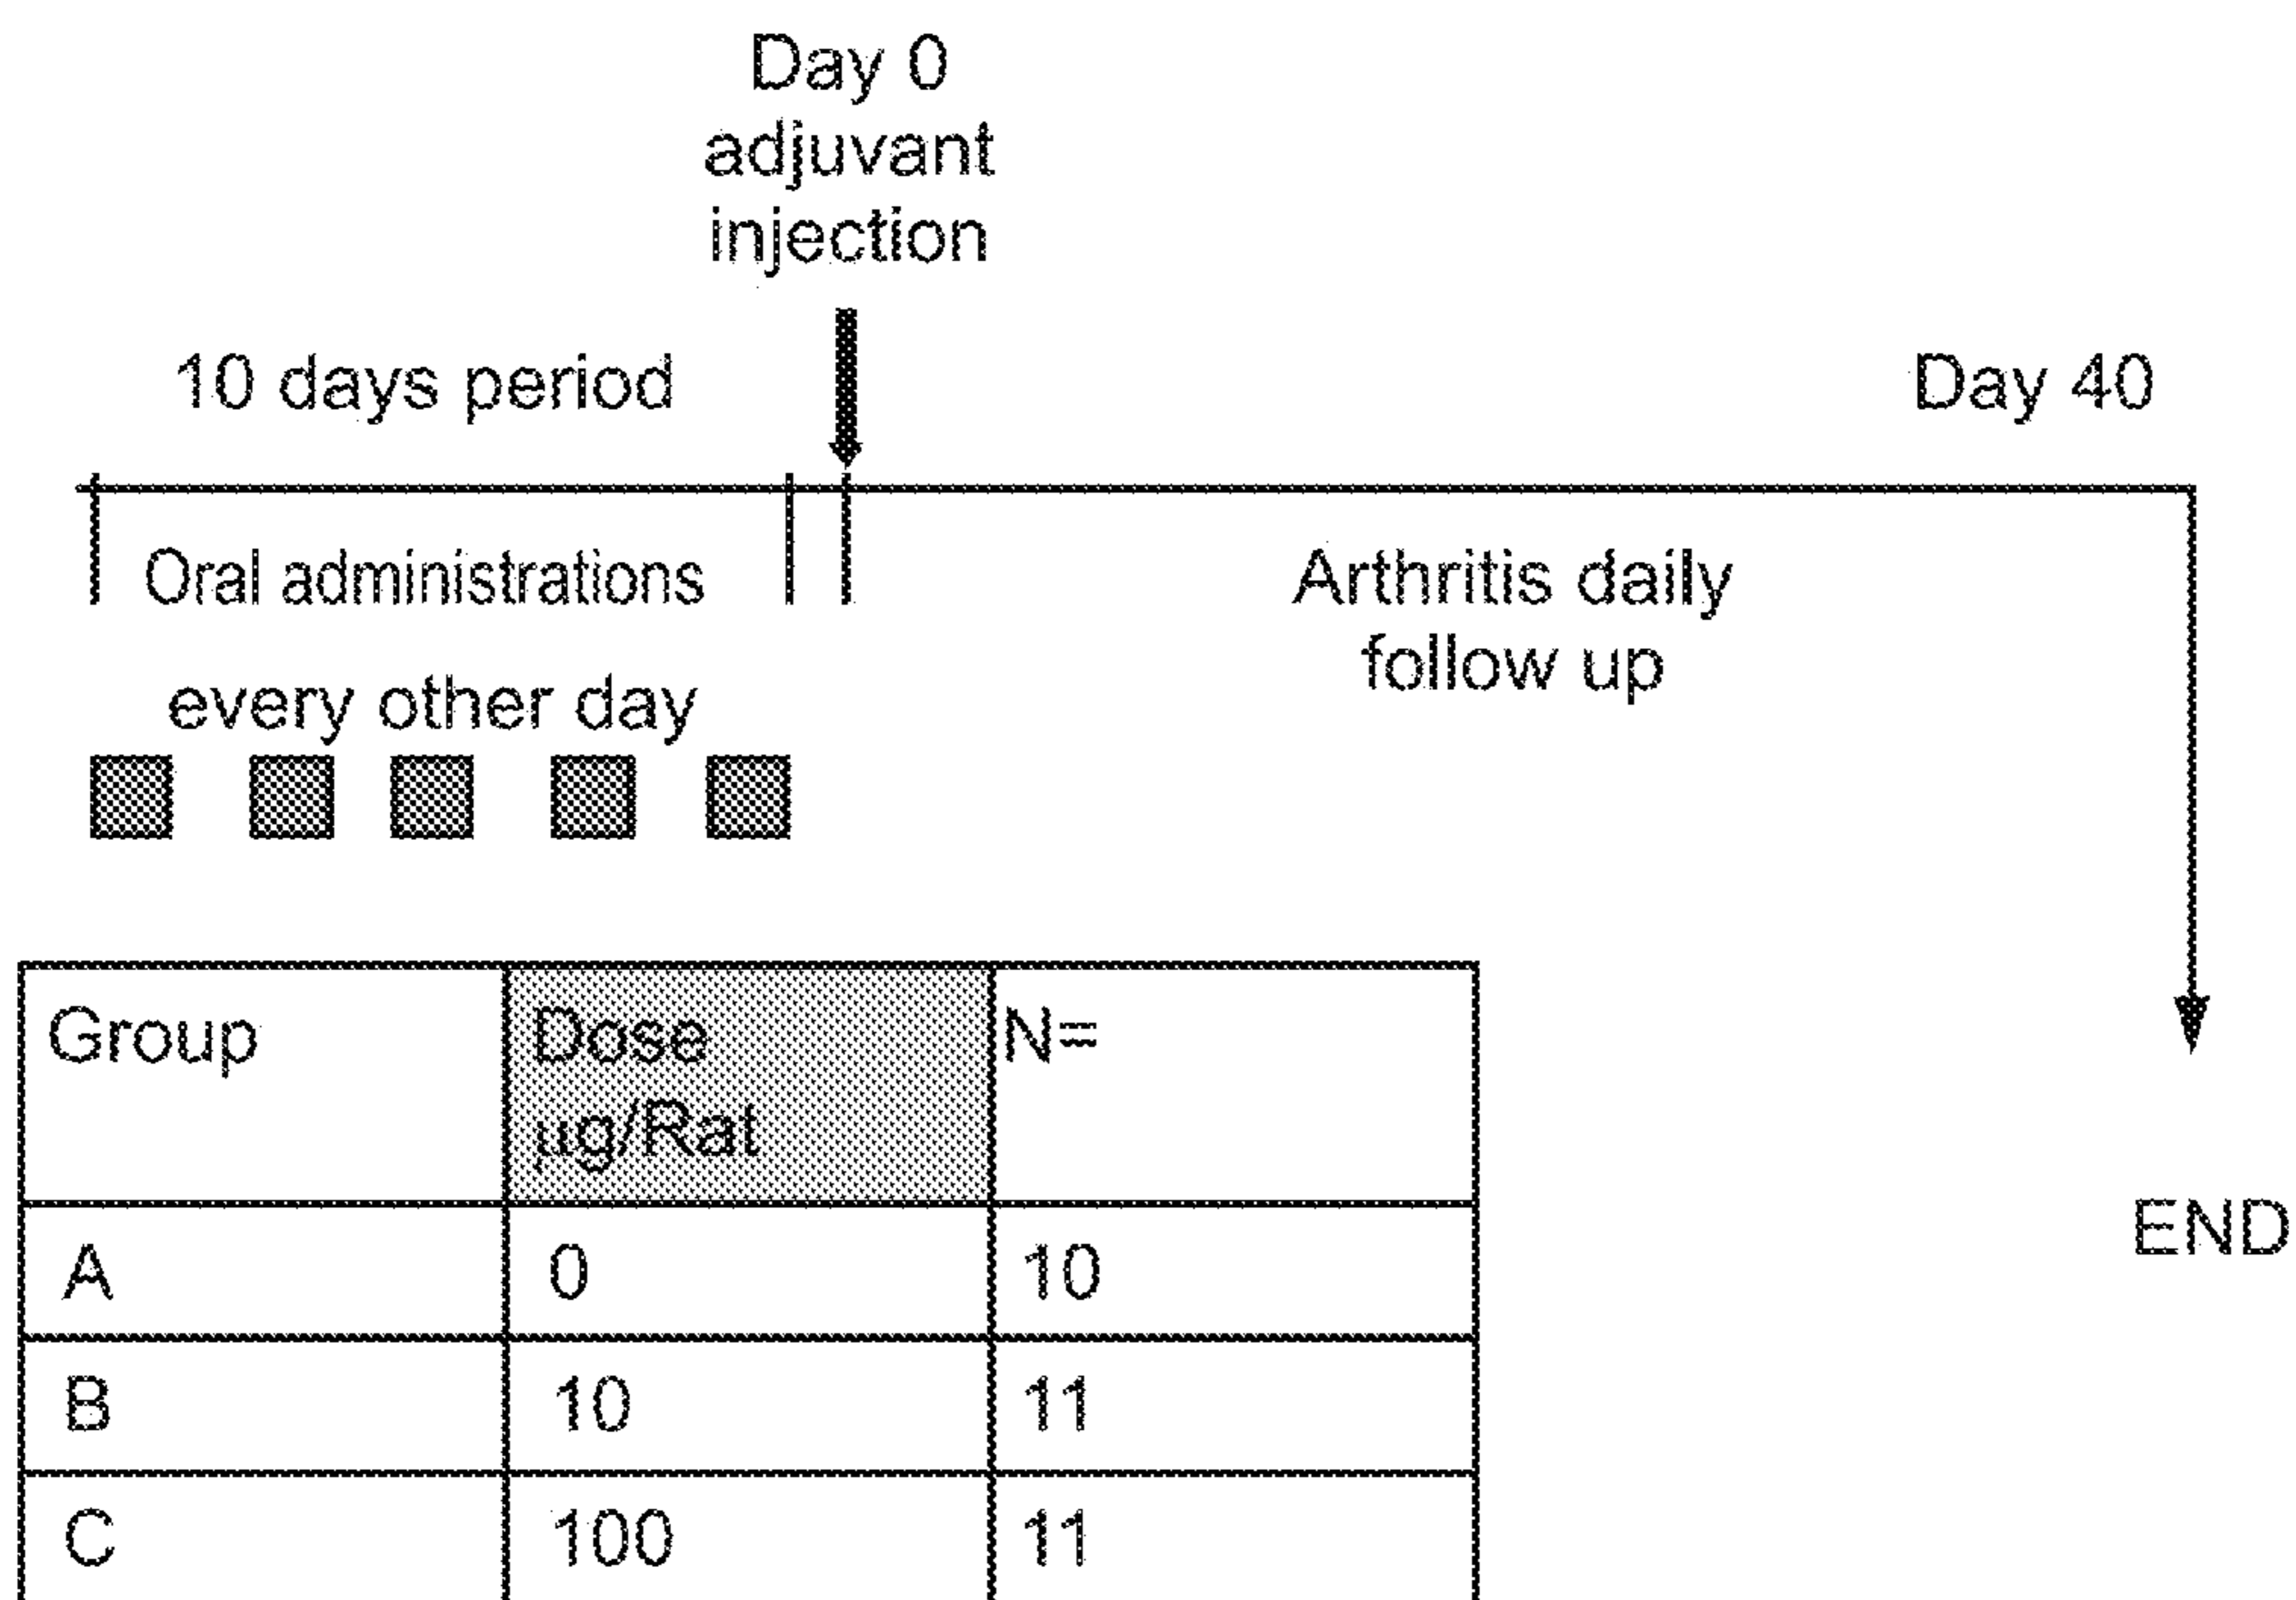 Day 0
adjuvant
injection
10 days period
Day 40
Oral administrations
every other day
Arthritis daily
follow up
Group Dose N=
µg/Rat
A 0 10
B 10 11
C 100 11
END